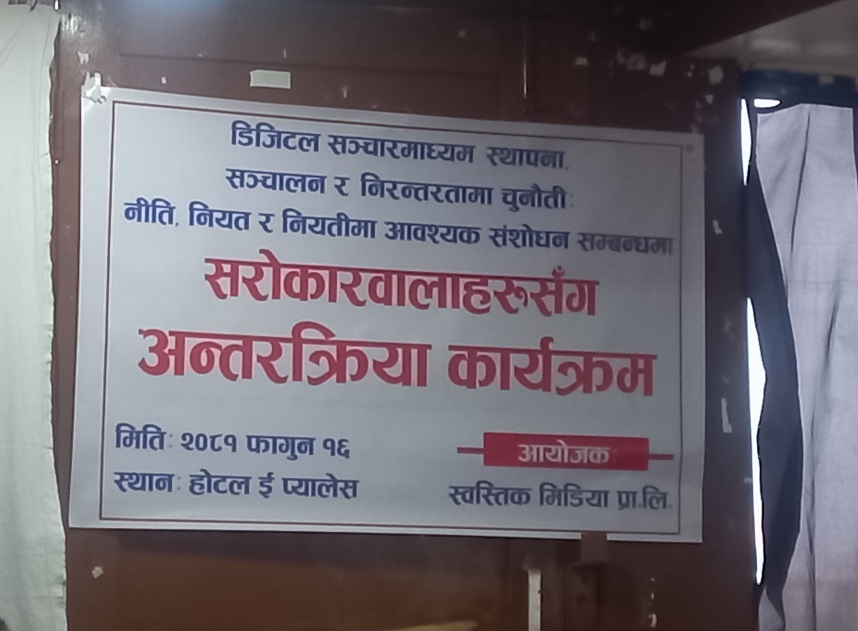 डिजिटल सञ्चारमाध्यम स्थापना,
सञ्चालन र निरन्तरतामा चुनौती:
नीति, नियत र नियतीमा आवश्यक संशोधन सम्बन्धमा
सरोकारवालाहरुसँग
अन्तरक्रिया कार्यक्रम
मिति: २०८१ फागुन १६
स्थान: होटल ई प्यालेस
आयोजक:
स्वस्तिक मिडिया प्रा.लि.